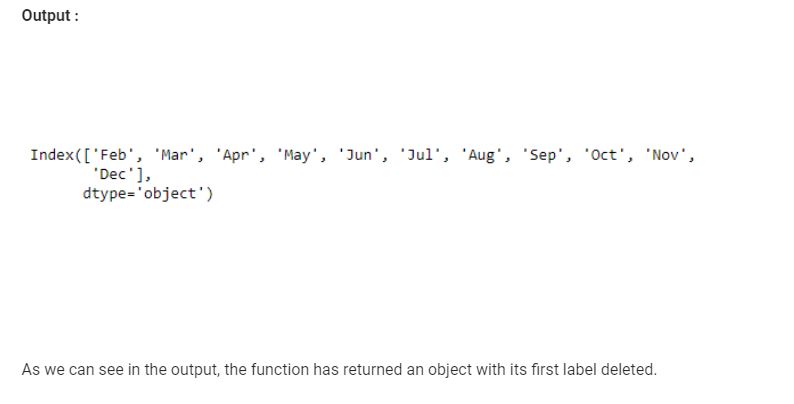 Output :
Index(['Feb', 'Mar', 'Apr', 'May', 'Jun', 'Jul', 'Aug', 'Sep', 'Oct', 'Nov',
'Dec'],
dtype='object')
As we can see in the output, the function has returned an object with its first label deleted.